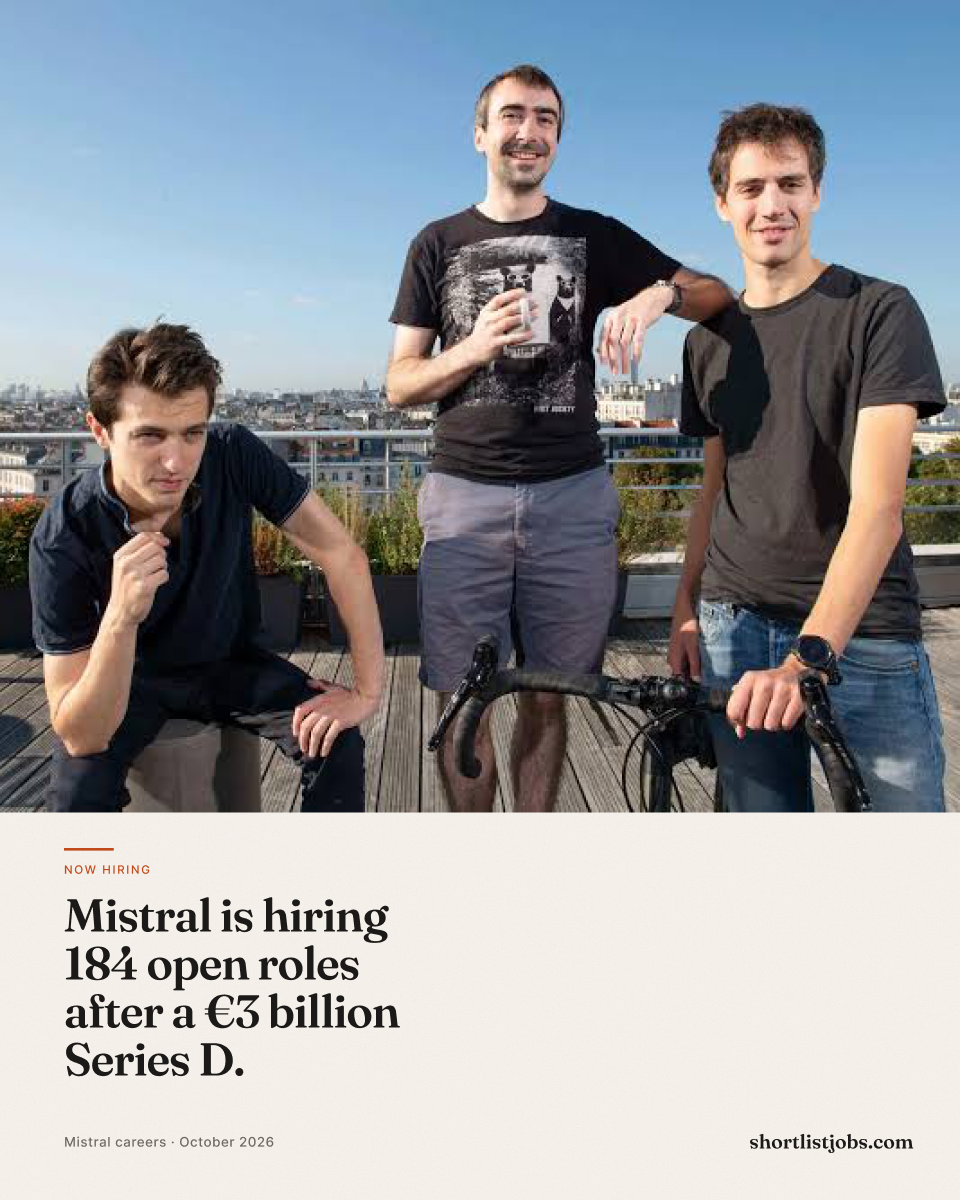 NOW HIRING
Mistral is hiring
184 open roles
after a €3 billion
Series D.
Mistral careers · October 2026
shortlistjobs.com